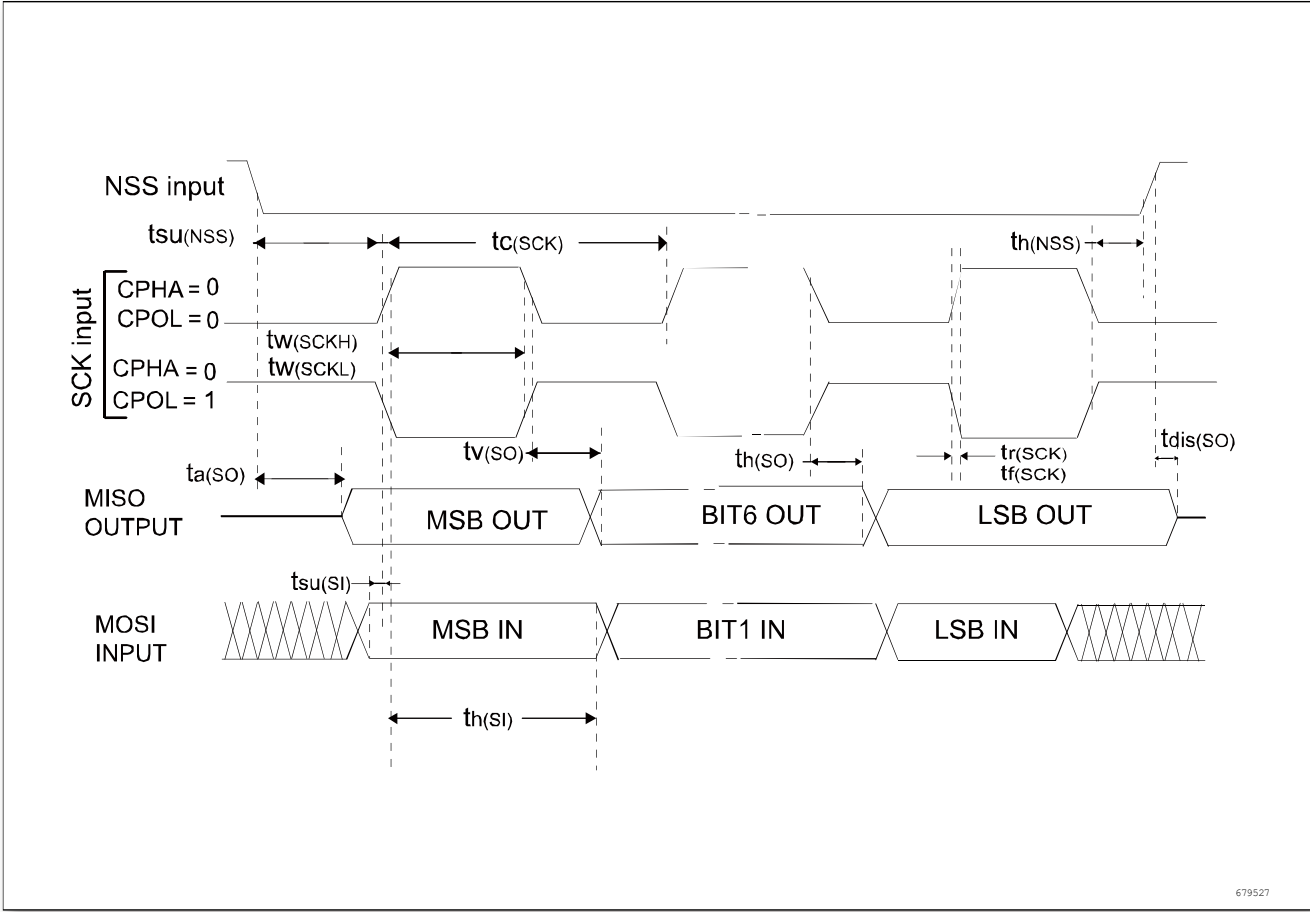 NSS input
tsu(NSS)
tc(SCK)
th(NSS)
SCK input
CPHA = 0
CPOL = 0
tw(SCKH)
CPHA = 0
tw(SCKL)
CPOL = 1
tv(SO)
th(SO)
tr(SCK)
tf(SCK)
tdis(SO)
ta(SO)
MISO
OUTPUT
MSB OUT
BIT6 OUT
LSB OUT
tsu(SI)
MOSI
INPUT
MSB IN
BIT1 IN
LSB IN
th(SI)
679527